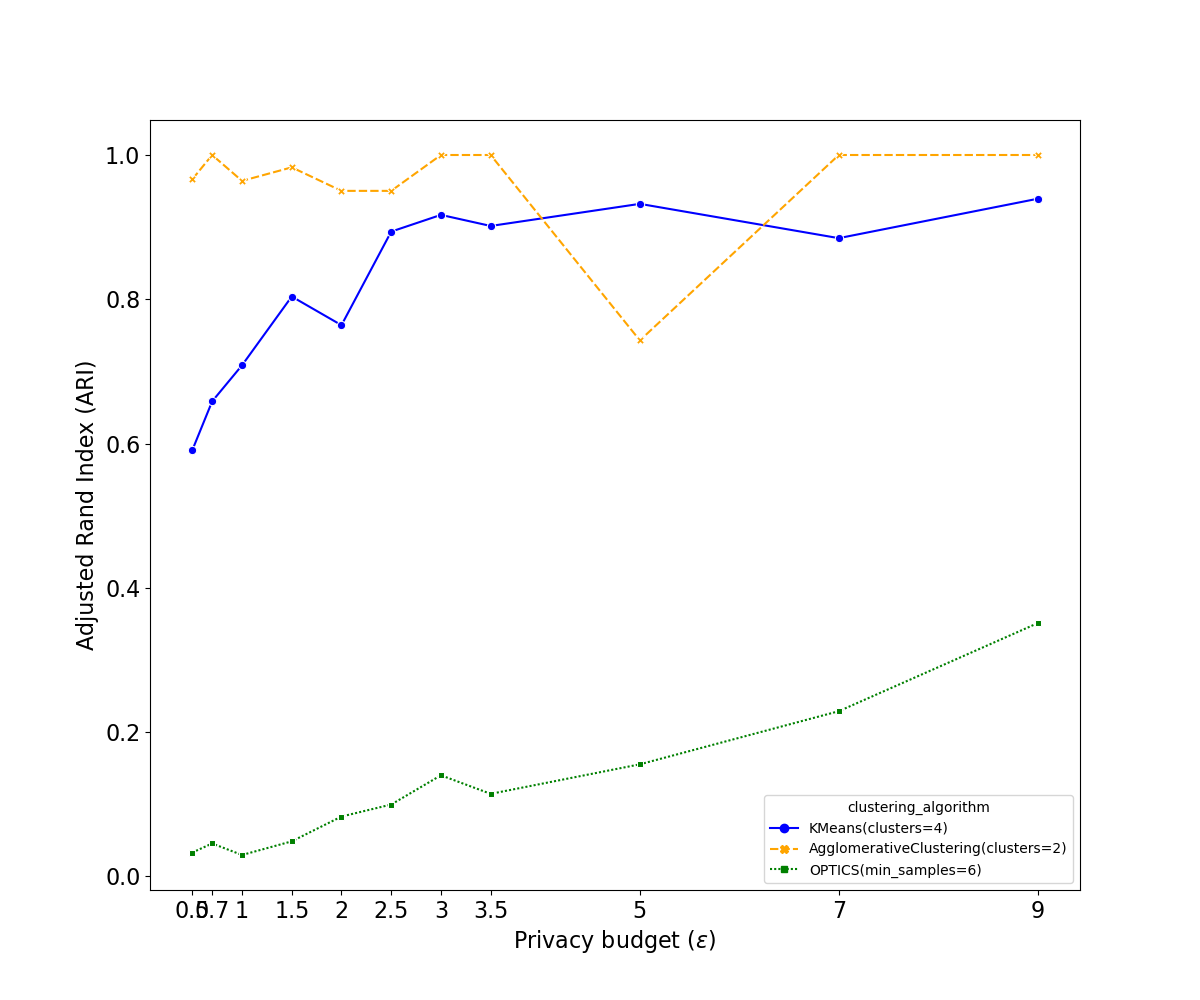 1.0
0.8
0.6
0.4
0.2
0.0
Adjusted Rand Index (ARI)
clustering_algorithm
KMeans(clusters=4)
AgglomerativeClustering(clusters=2)
OPTICS(min_samples=6)
0.5 0.7 1 1.5 2 2.5 3 3.5 5 7 9
Privacy budget (ε)